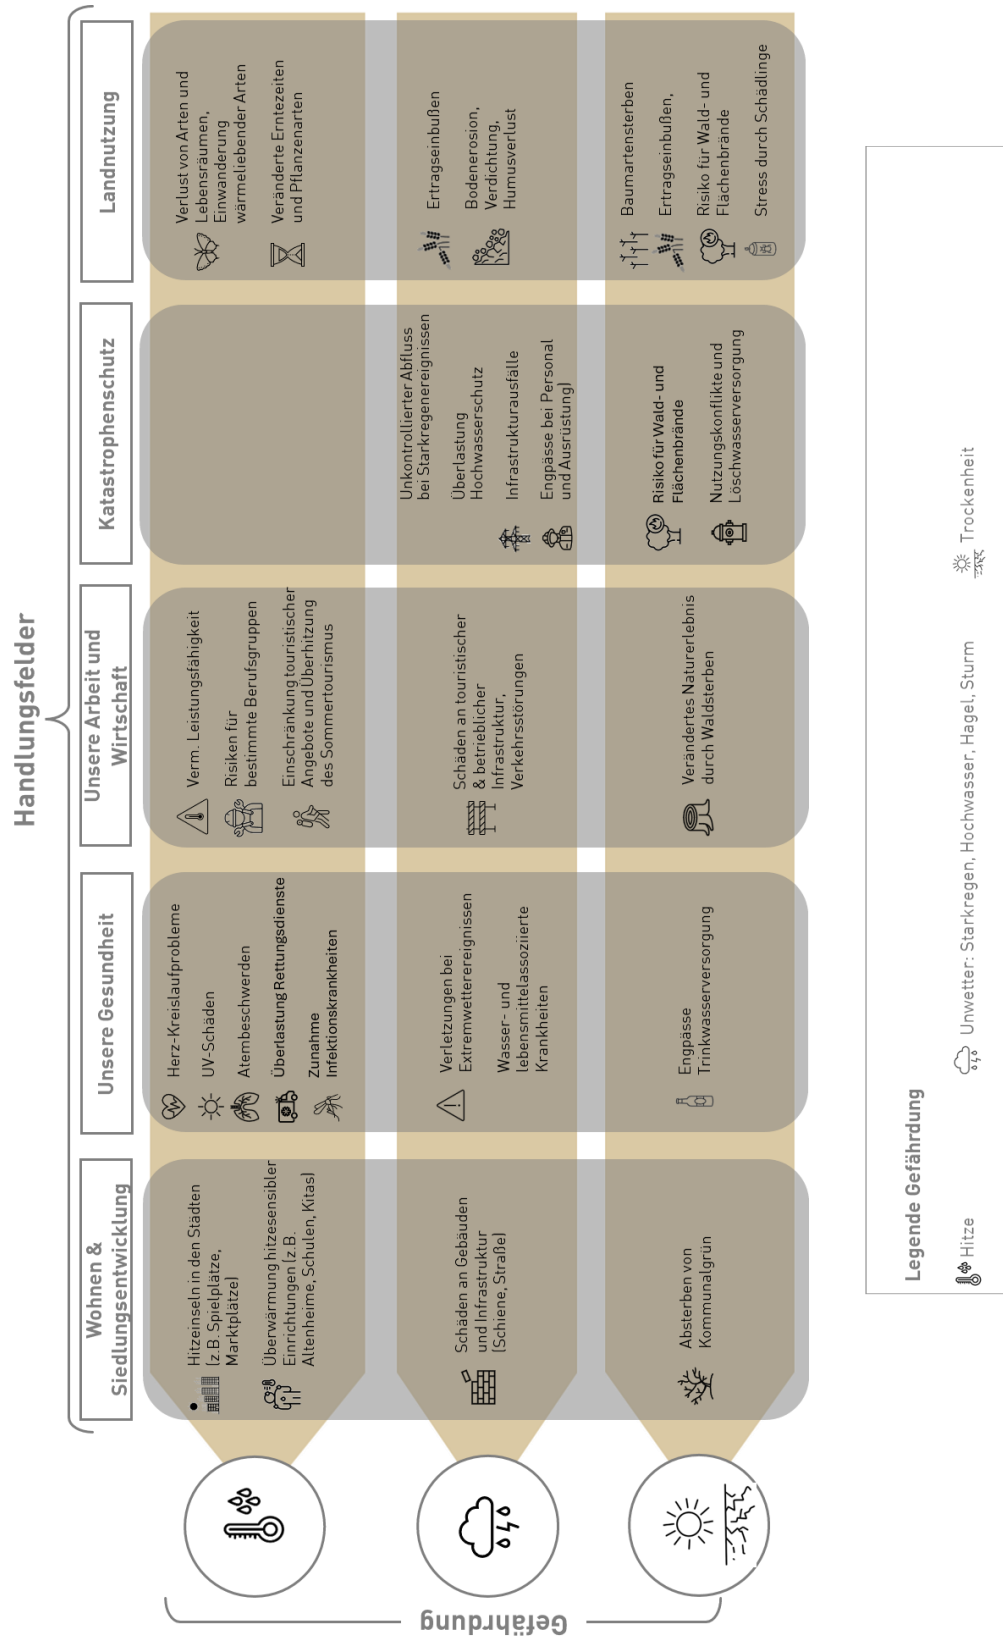 Handlungsfelder
Wohnen &
Siedlungsentwicklung
Unsere Gesundheit
Unsere Arbeit und
Wirtschaft
Katastrophenschutz
Landnutzung
Gefährdung
Hitzeinseln in den Städten
(z.B. Spielplätze,
Marktplätze)
Überwärmung hitzesensibler
Einrichtungen (z.B.
Altenheime, Schulen, Kitas)
Herz-Kreislaufprobleme
UV-Schäden
Atembeschwerden
Überlastung Rettungsdienste
Zunahme
Infektionskrankheiten
Verm. Leistungsfähigkeit
Risiken für
bestimmte Berufsgruppen
Einschränkung touristischer
Angebote und Überhitzung
des Sommertourismus
Verlust von Arten und
Lebensräumen,
Einwanderung
wärmeliebender Arten
Veränderte Erntezeiten
und Pflanzenarten
Schäden an Gebäuden
und Infrastruktur
(Schiene, Straße)
Verletzungen bei
Extremwetterereignissen
Wasser- und
lebensmittelassoziierte
Krankheiten
Schäden an touristischer
& betrieblicher
Infrastruktur,
Verkehrsstörungen
Unkontrollierter Abfluss
bei Starkregenereignissen
Überlastung
Hochwasserschutz
Infrastrukturausfälle
Engpässe bei Personal
und Ausrüstung)
Ertragseinbußen
Bodenerosion,
Verdichtung,
Humusverlust
Absterben von
Kommunalgrün
Engpässe
Trinkwasserversorgung
Verändertes Naturerlebnis
durch Waldsterben
Risiko für Wald- und
Flächenbrände
Nutzungskonflikte und
Löschwasserversorgung
Baumartensterben
Ertragseinbußen,
Risiko für Wald- und
Flächenbrände
Stress durch Schädlinge
Legende Gefährdung
Hitze
Unwetter: Starkregen, Hochwasser, Hagel, Sturm
Trockenheit